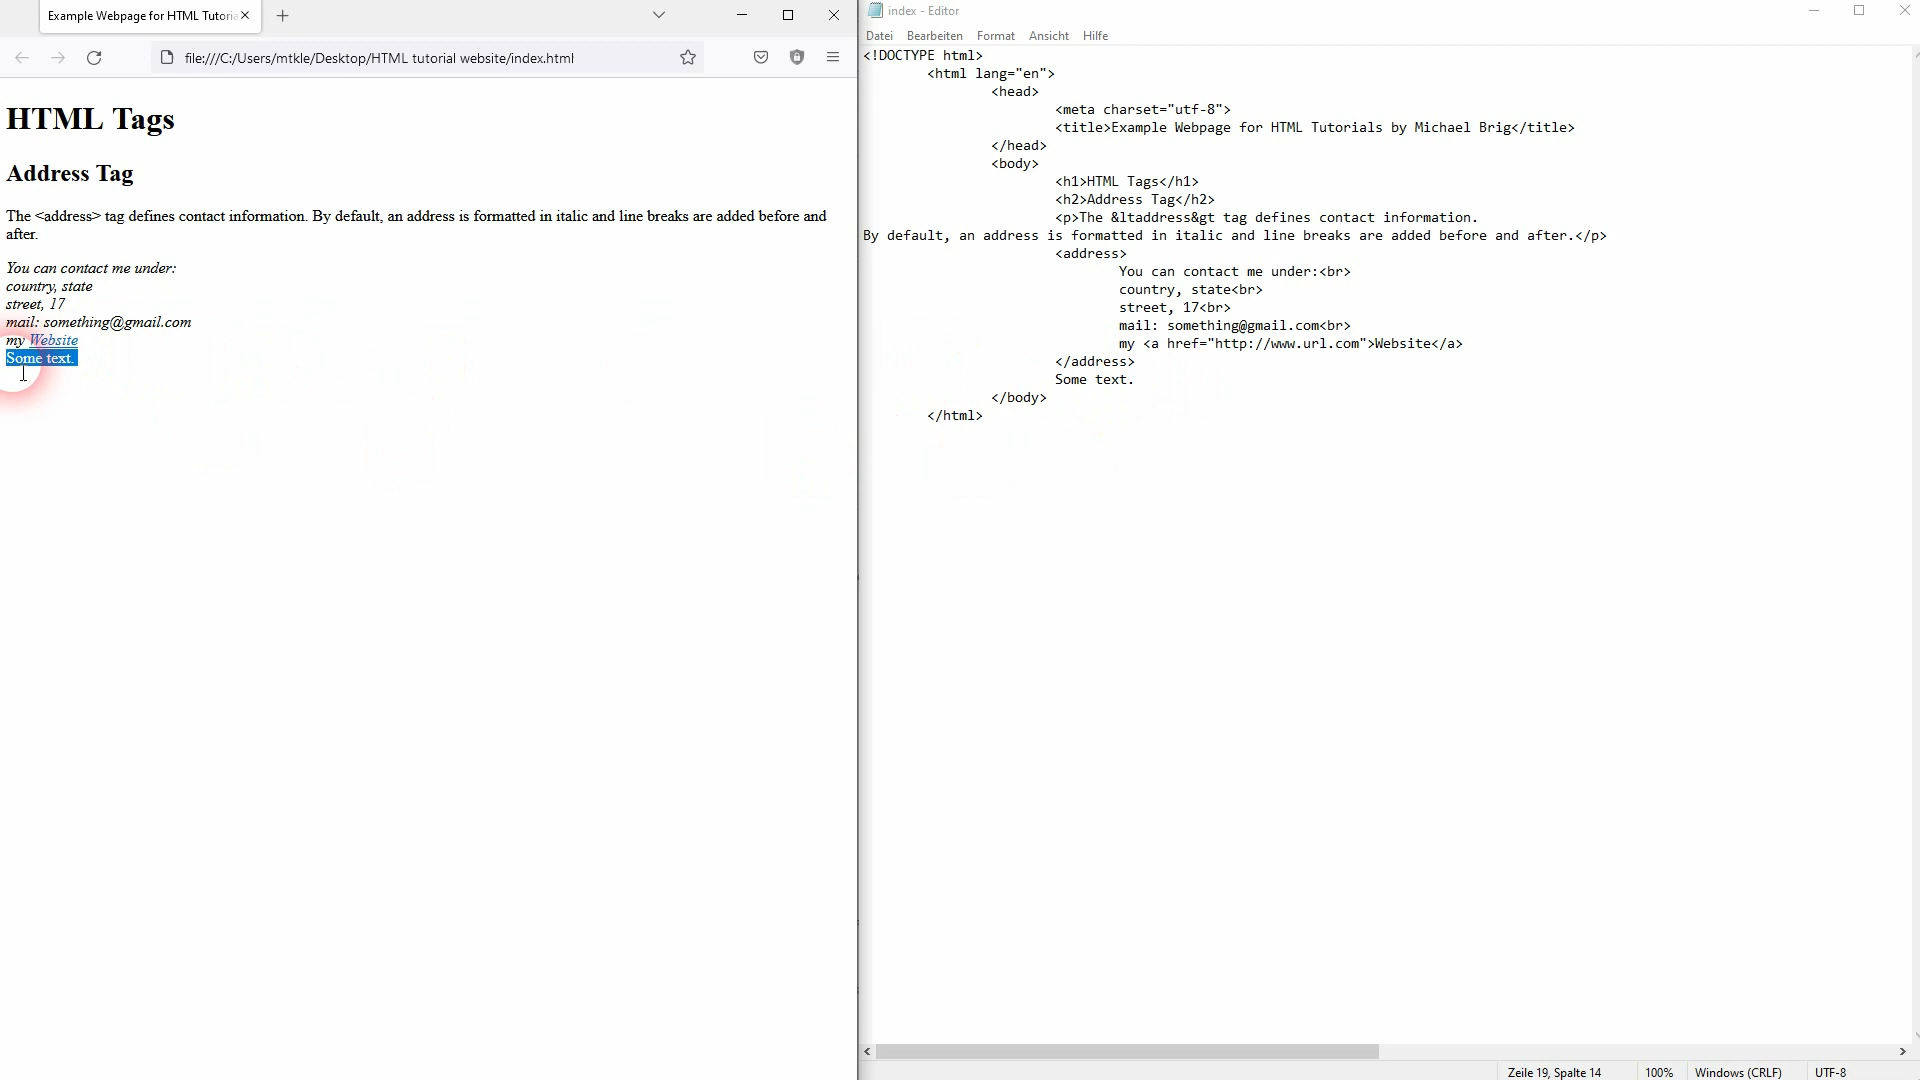 Example Webpage for HTML Tutoria
file:///C:/Users/mtkle/Desktop/HTML tutorial website/index.html
HTML Tags
Address Tag
The <address> tag defines contact information. By default, an address is formatted in italic and line breaks are added before and
after.
You can contact me under:
country, state
street, 17
mail: something@gmail.com
my Website
Some text.
index - Editor
Datei Bearbeiten Format Ansicht Hilfe
<!DOCTYPE html>
<html lang="en">
<head>
<meta charset="utf-8">
<title>Example Webpage for HTML Tutorials by Michael Brig</title>
</head>
<body>
<h1>HTML Tags</h1>
<h2>Address Tag</h2>
<p>The &ltaddress&gt tag defines contact information.
By default, an address is formatted in italic and line breaks are added before and after.</p>
<address>
You can contact me under:<br>
country, state<br>
street, 17<br>
mail: something@gmail.com<br>
my <a href="http://www.url.com">Website</a>
</address>
Some text.
</body>
</html>
Zeile 19, Spalte 14 100% Windows (CRLF) UTF-8